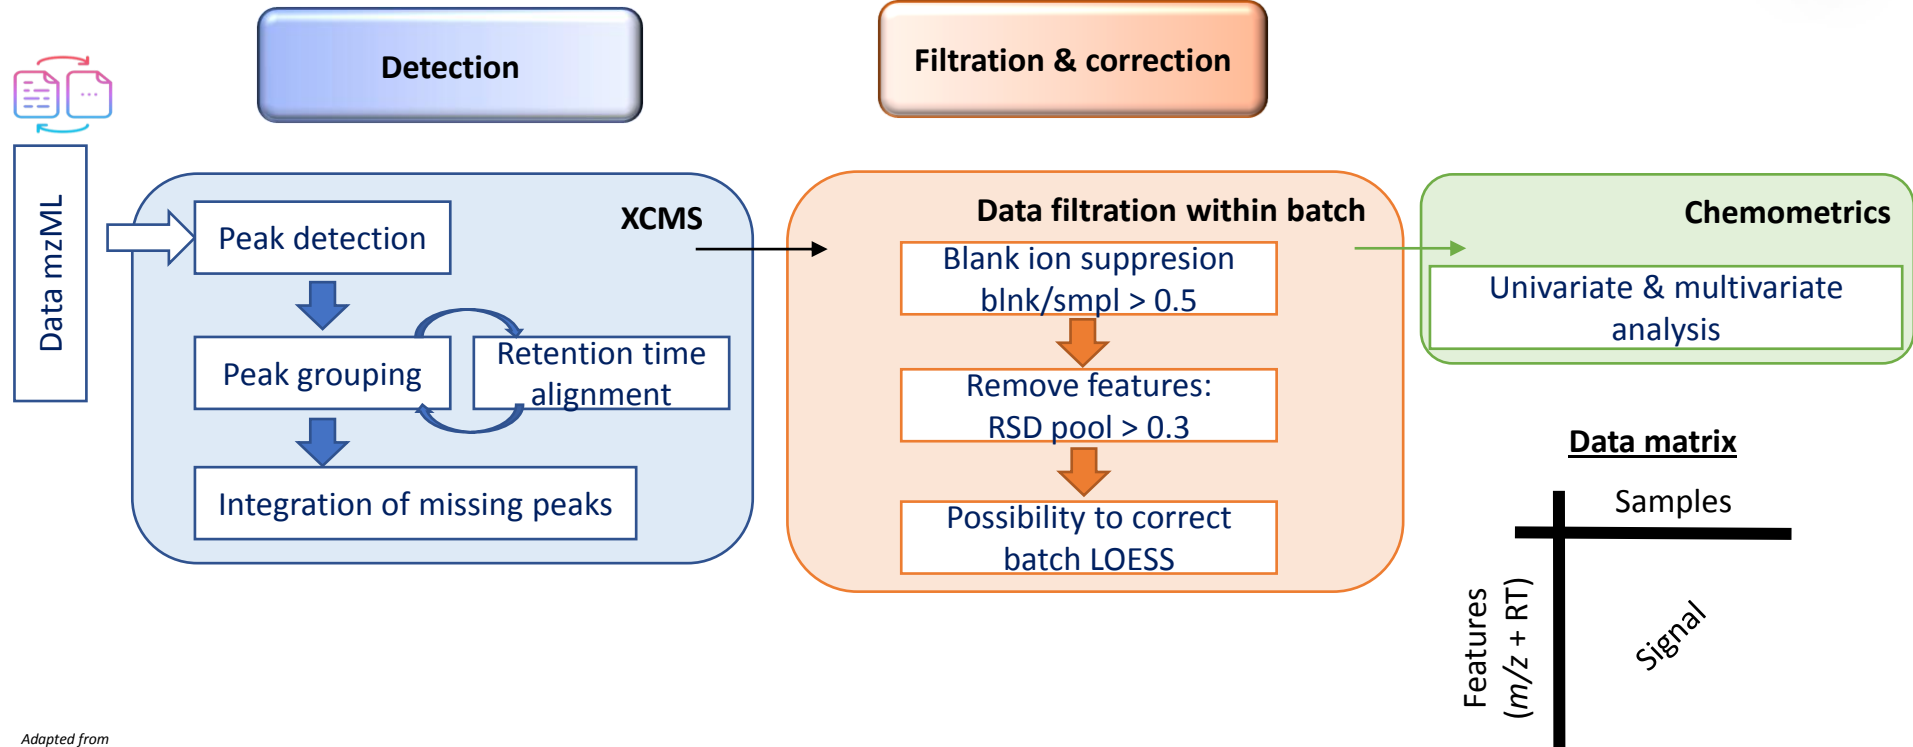 Detection
Filtration & correction
Data mzML
XCMS
Peak detection
Peak grouping
Retention time
alignment
Integration of missing peaks
Data filtration within batch
Blank ion suppresion
blnk/smpl > 0.5
Remove features:
RSD pool > 0.3
Possibility to correct
batch LOESS
Chemometrics
Univariate & multivariate
analysis
Data matrix
Samples
Features
(m/z + RT)
Signal
Adapted from